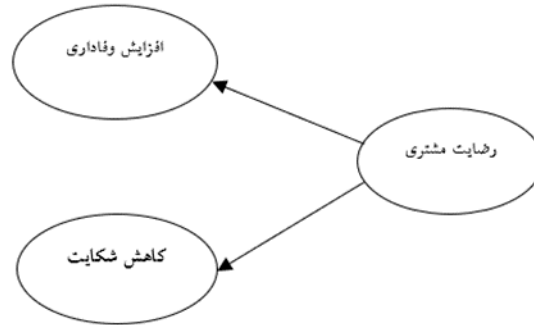 افزایش وفاداری
رضایت مشتری
کاهش شکایت